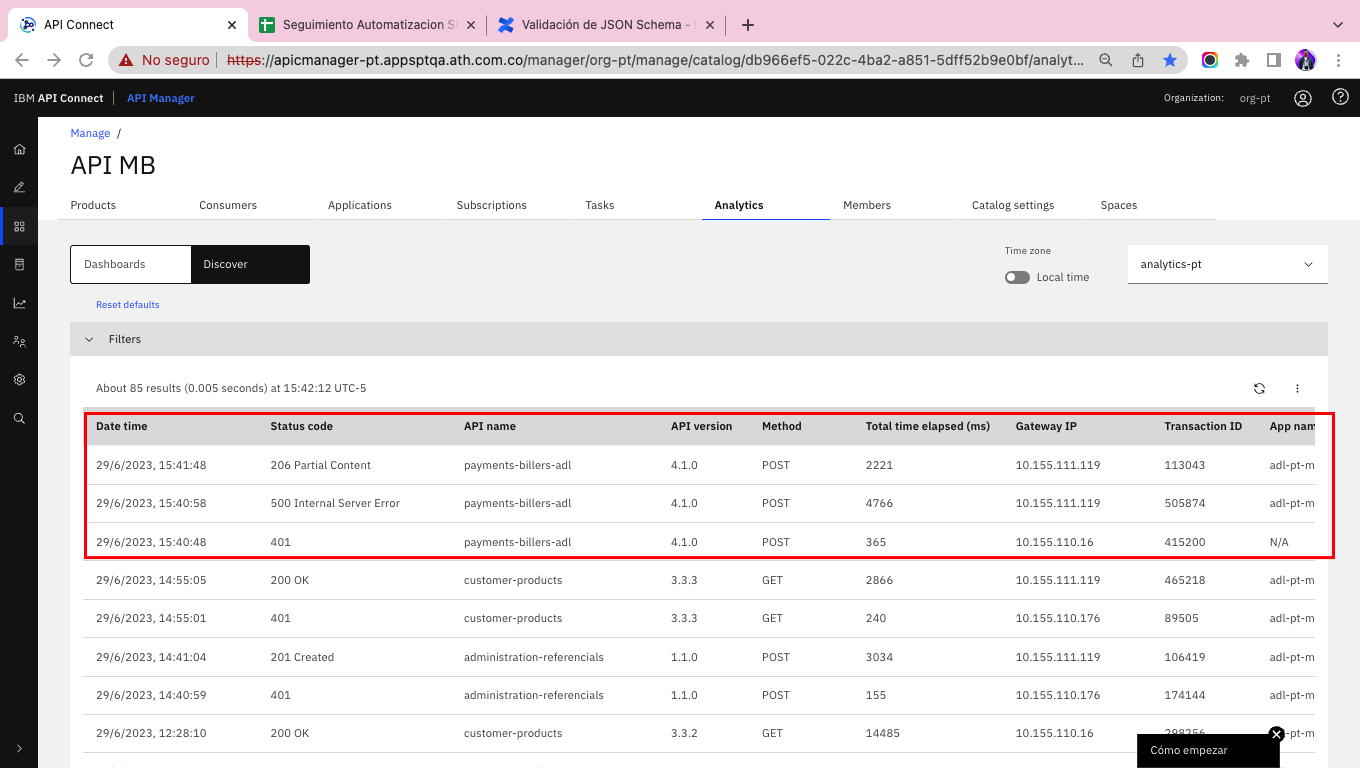 API Connect
Seguimiento Automatizacion S
Validación de JSON Schema -
No seguro https://apicmanager-pt.appsptqa.ath.com.co/manager/org-pt/manage/catalog/db966ef5-022c-4ba2-a851-5dff52b9e0bf/analyt...
IBM API Connect API Manager Organization: org-pt
Manage /
API MB
Products Consumers Applications Subscriptions Tasks Analytics Members Catalog settings Spaces
Dashboards Discover Time zone Local time analytics-pt
Reset defaults
Filters
About 85 results (0.005 seconds) at 15:42:12 UTC-5
Date time Status code API name API version Method Total time elapsed (ms) Gateway IP Transaction ID App nam
29/6/2023, 15:41:48 206 Partial Content payments-billers-adl 4.1.0 POST 2221 10.155.111.119 113043 adl-pt-m
29/6/2023, 15:40:58 500 Internal Server Error payments-billers-adl 4.1.0 POST 4766 10.155.111.119 505874 adl-pt-m
29/6/2023, 15:40:48 401 payments-billers-adl 4.1.0 POST 365 10.155.110.16 415200 N/A
29/6/2023, 14:55:05 200 OK customer-products 3.3.3 GET 2866 10.155.111.119 465218 adl-pt-m
29/6/2023, 14:55:01 401 customer-products 3.3.3 GET 240 10.155.110.176 89505 adl-pt-m
29/6/2023, 14:41:04 201 Created administration-referencials 1.1.0 POST 3034 10.155.111.119 106419 adl-pt-m
29/6/2023, 14:40:59 401 administration-referencials 1.1.0 POST 155 10.155.110.176 174144 adl-pt-m
29/6/2023, 12:28:10 200 OK customer-products 3.3.2 GET 14485 10.155.110.16
Cómo empezar